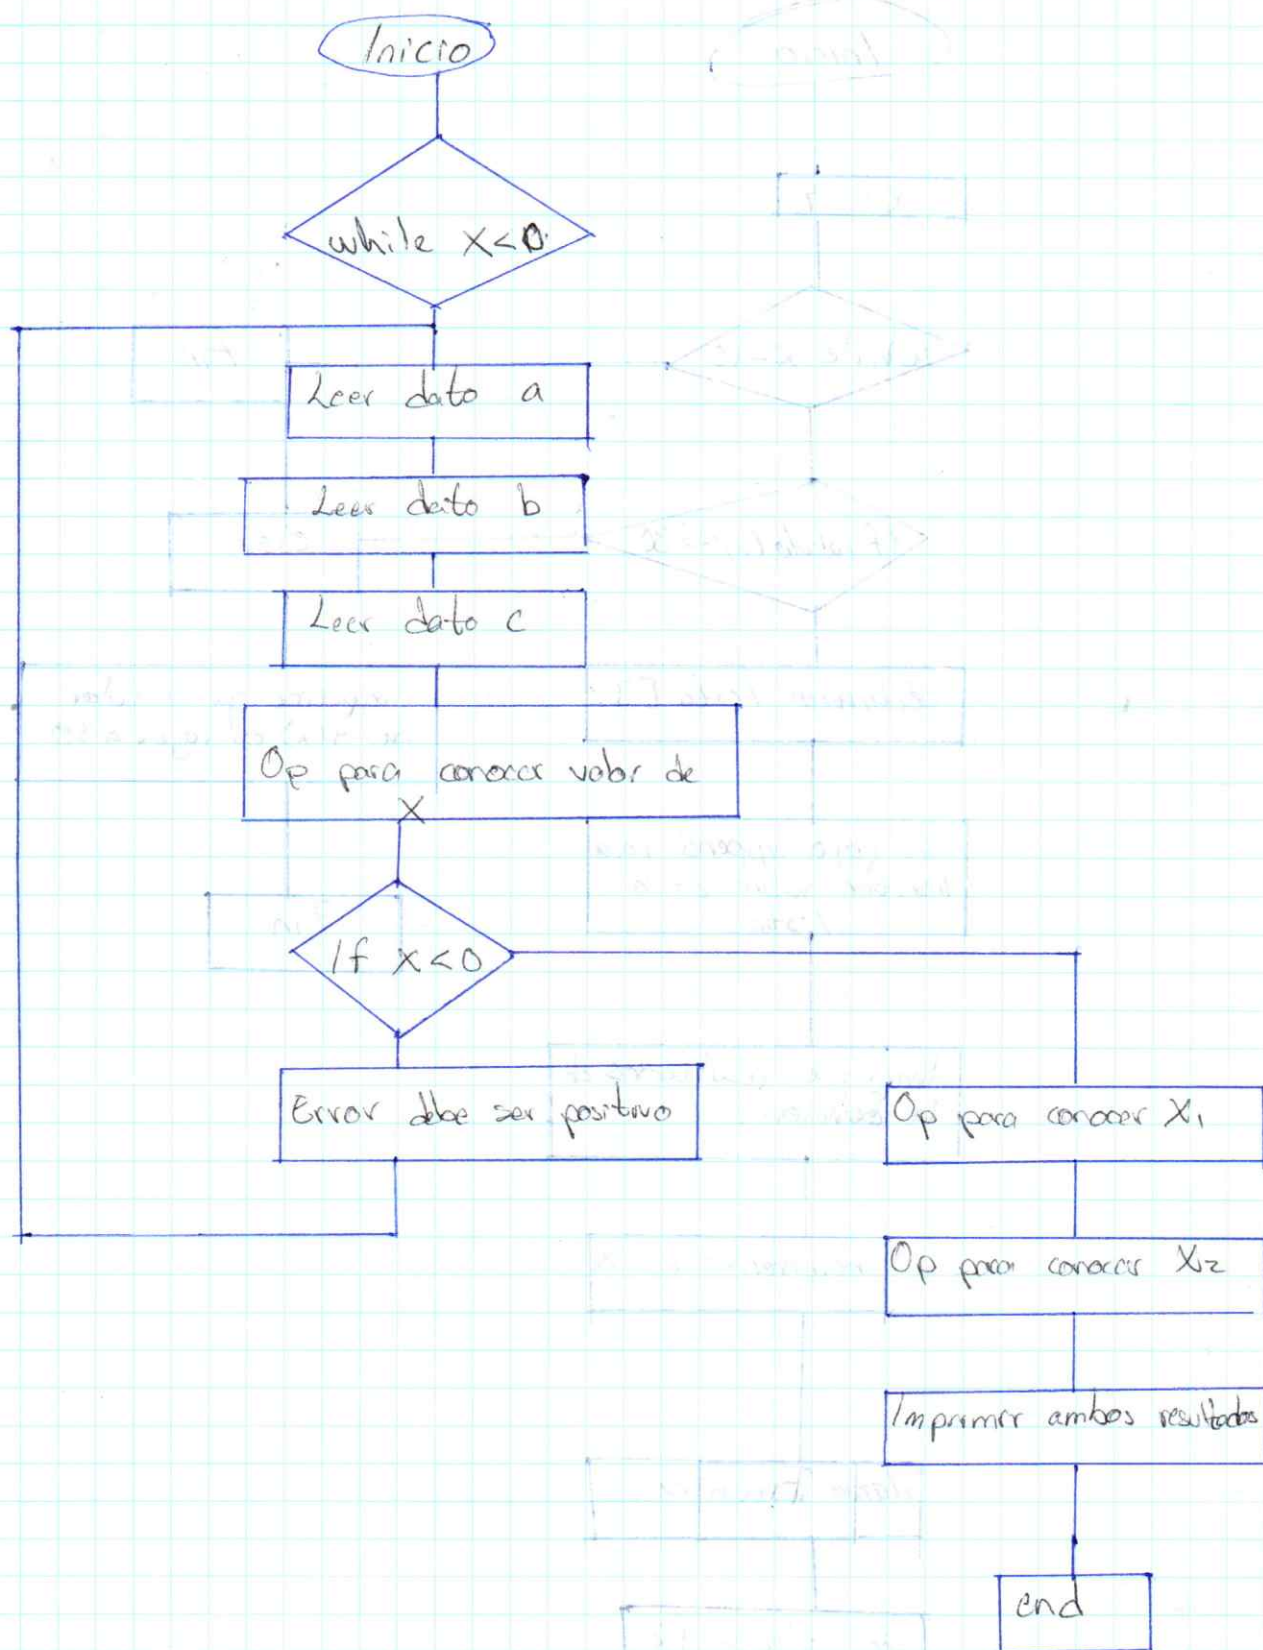 Inicio
while X<0
Leer dato a
Leer dato b
Leer dato c
Op para conocer valor de
X
If X<0
Error debe ser positivo
Op para conocer X1
Op para conocer X2
Imprimir ambos resultados
end